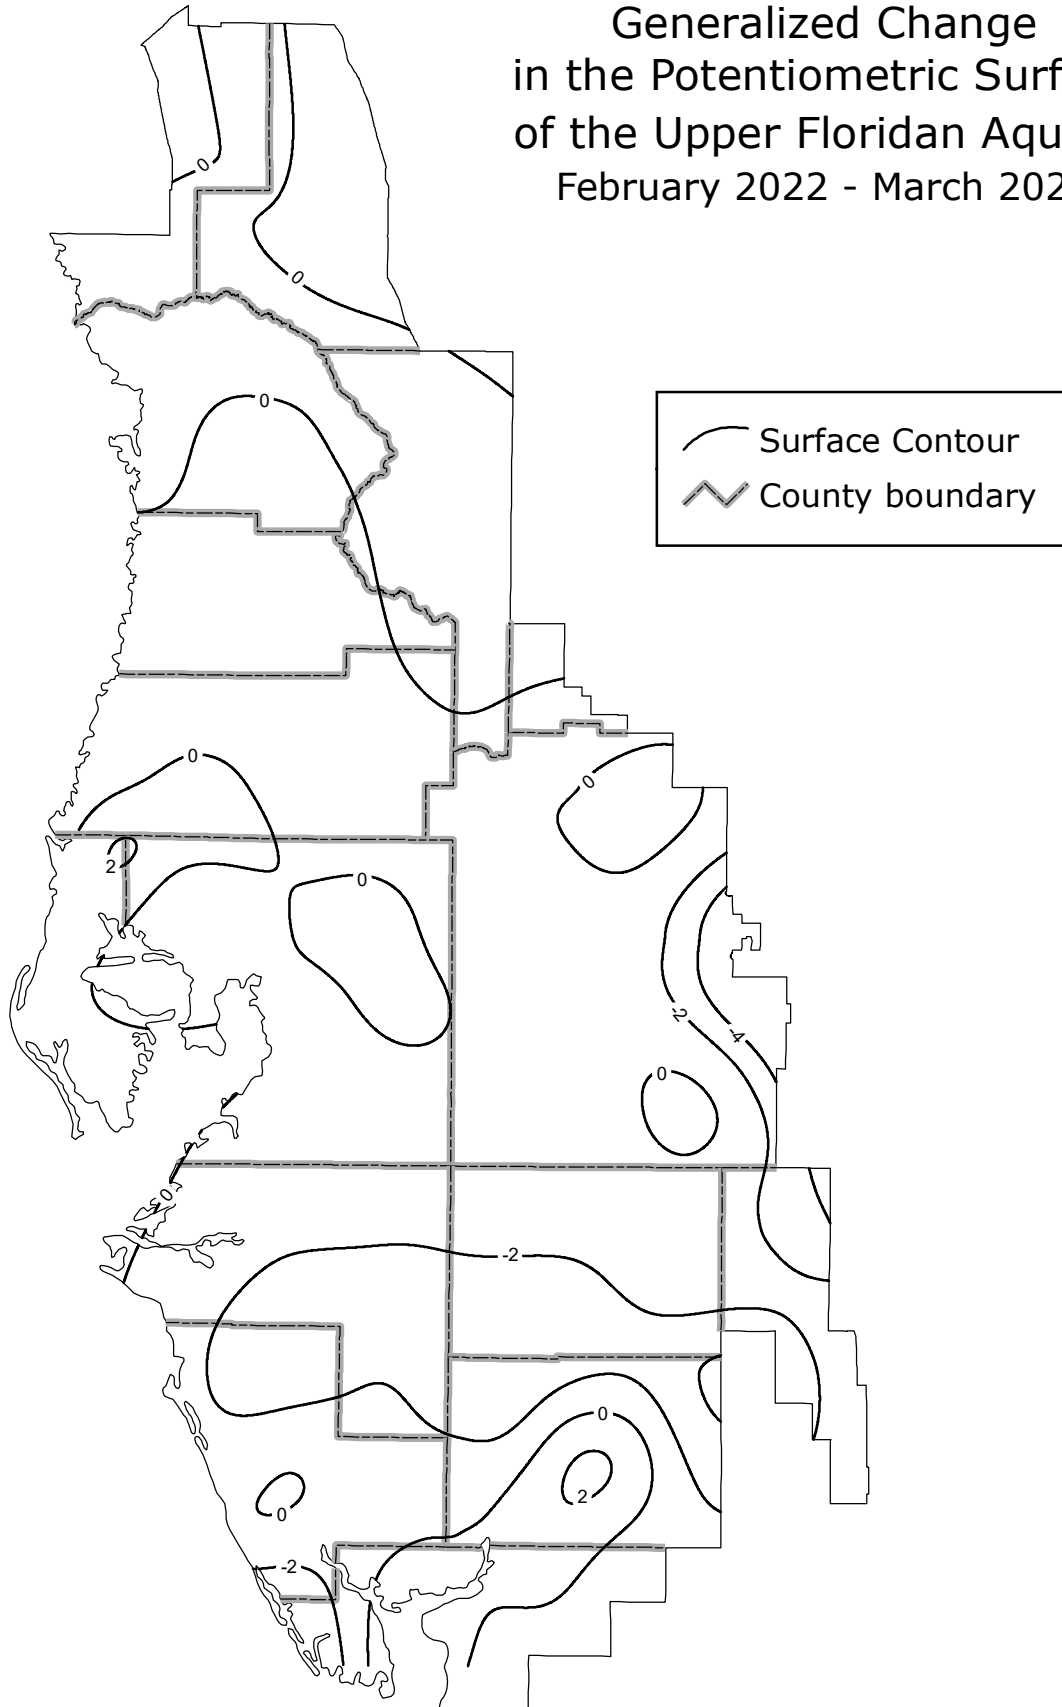 Generalized Change
in the Potentiometric Surf
of the Upper Floridan Aqu
February 2022 - March 202
0
0
0
Surface Contour
County boundary
0
0
2
0
-2
-4
0
0
-2
0
2
0
-2